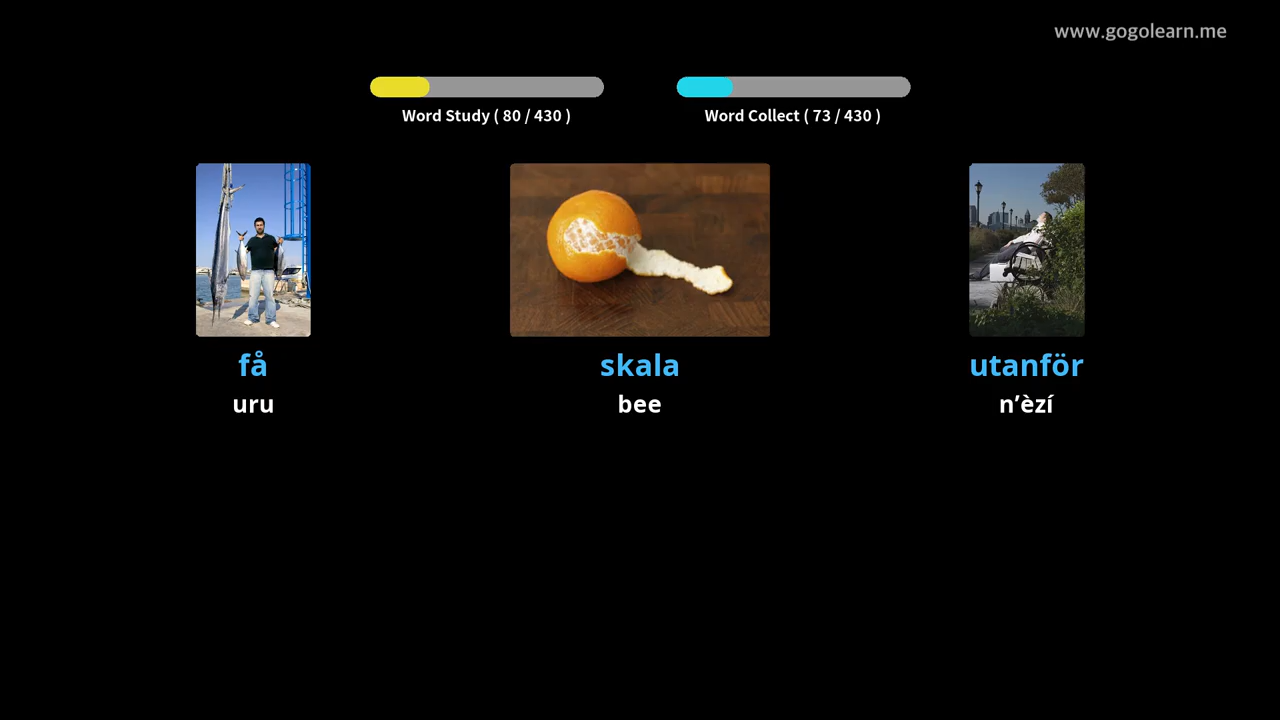 www.gogolearn.me
Word Study ( 80 / 430 )
Word Collect ( 73 / 430 )
få
skala
utanför
uru
bee
n’èzí